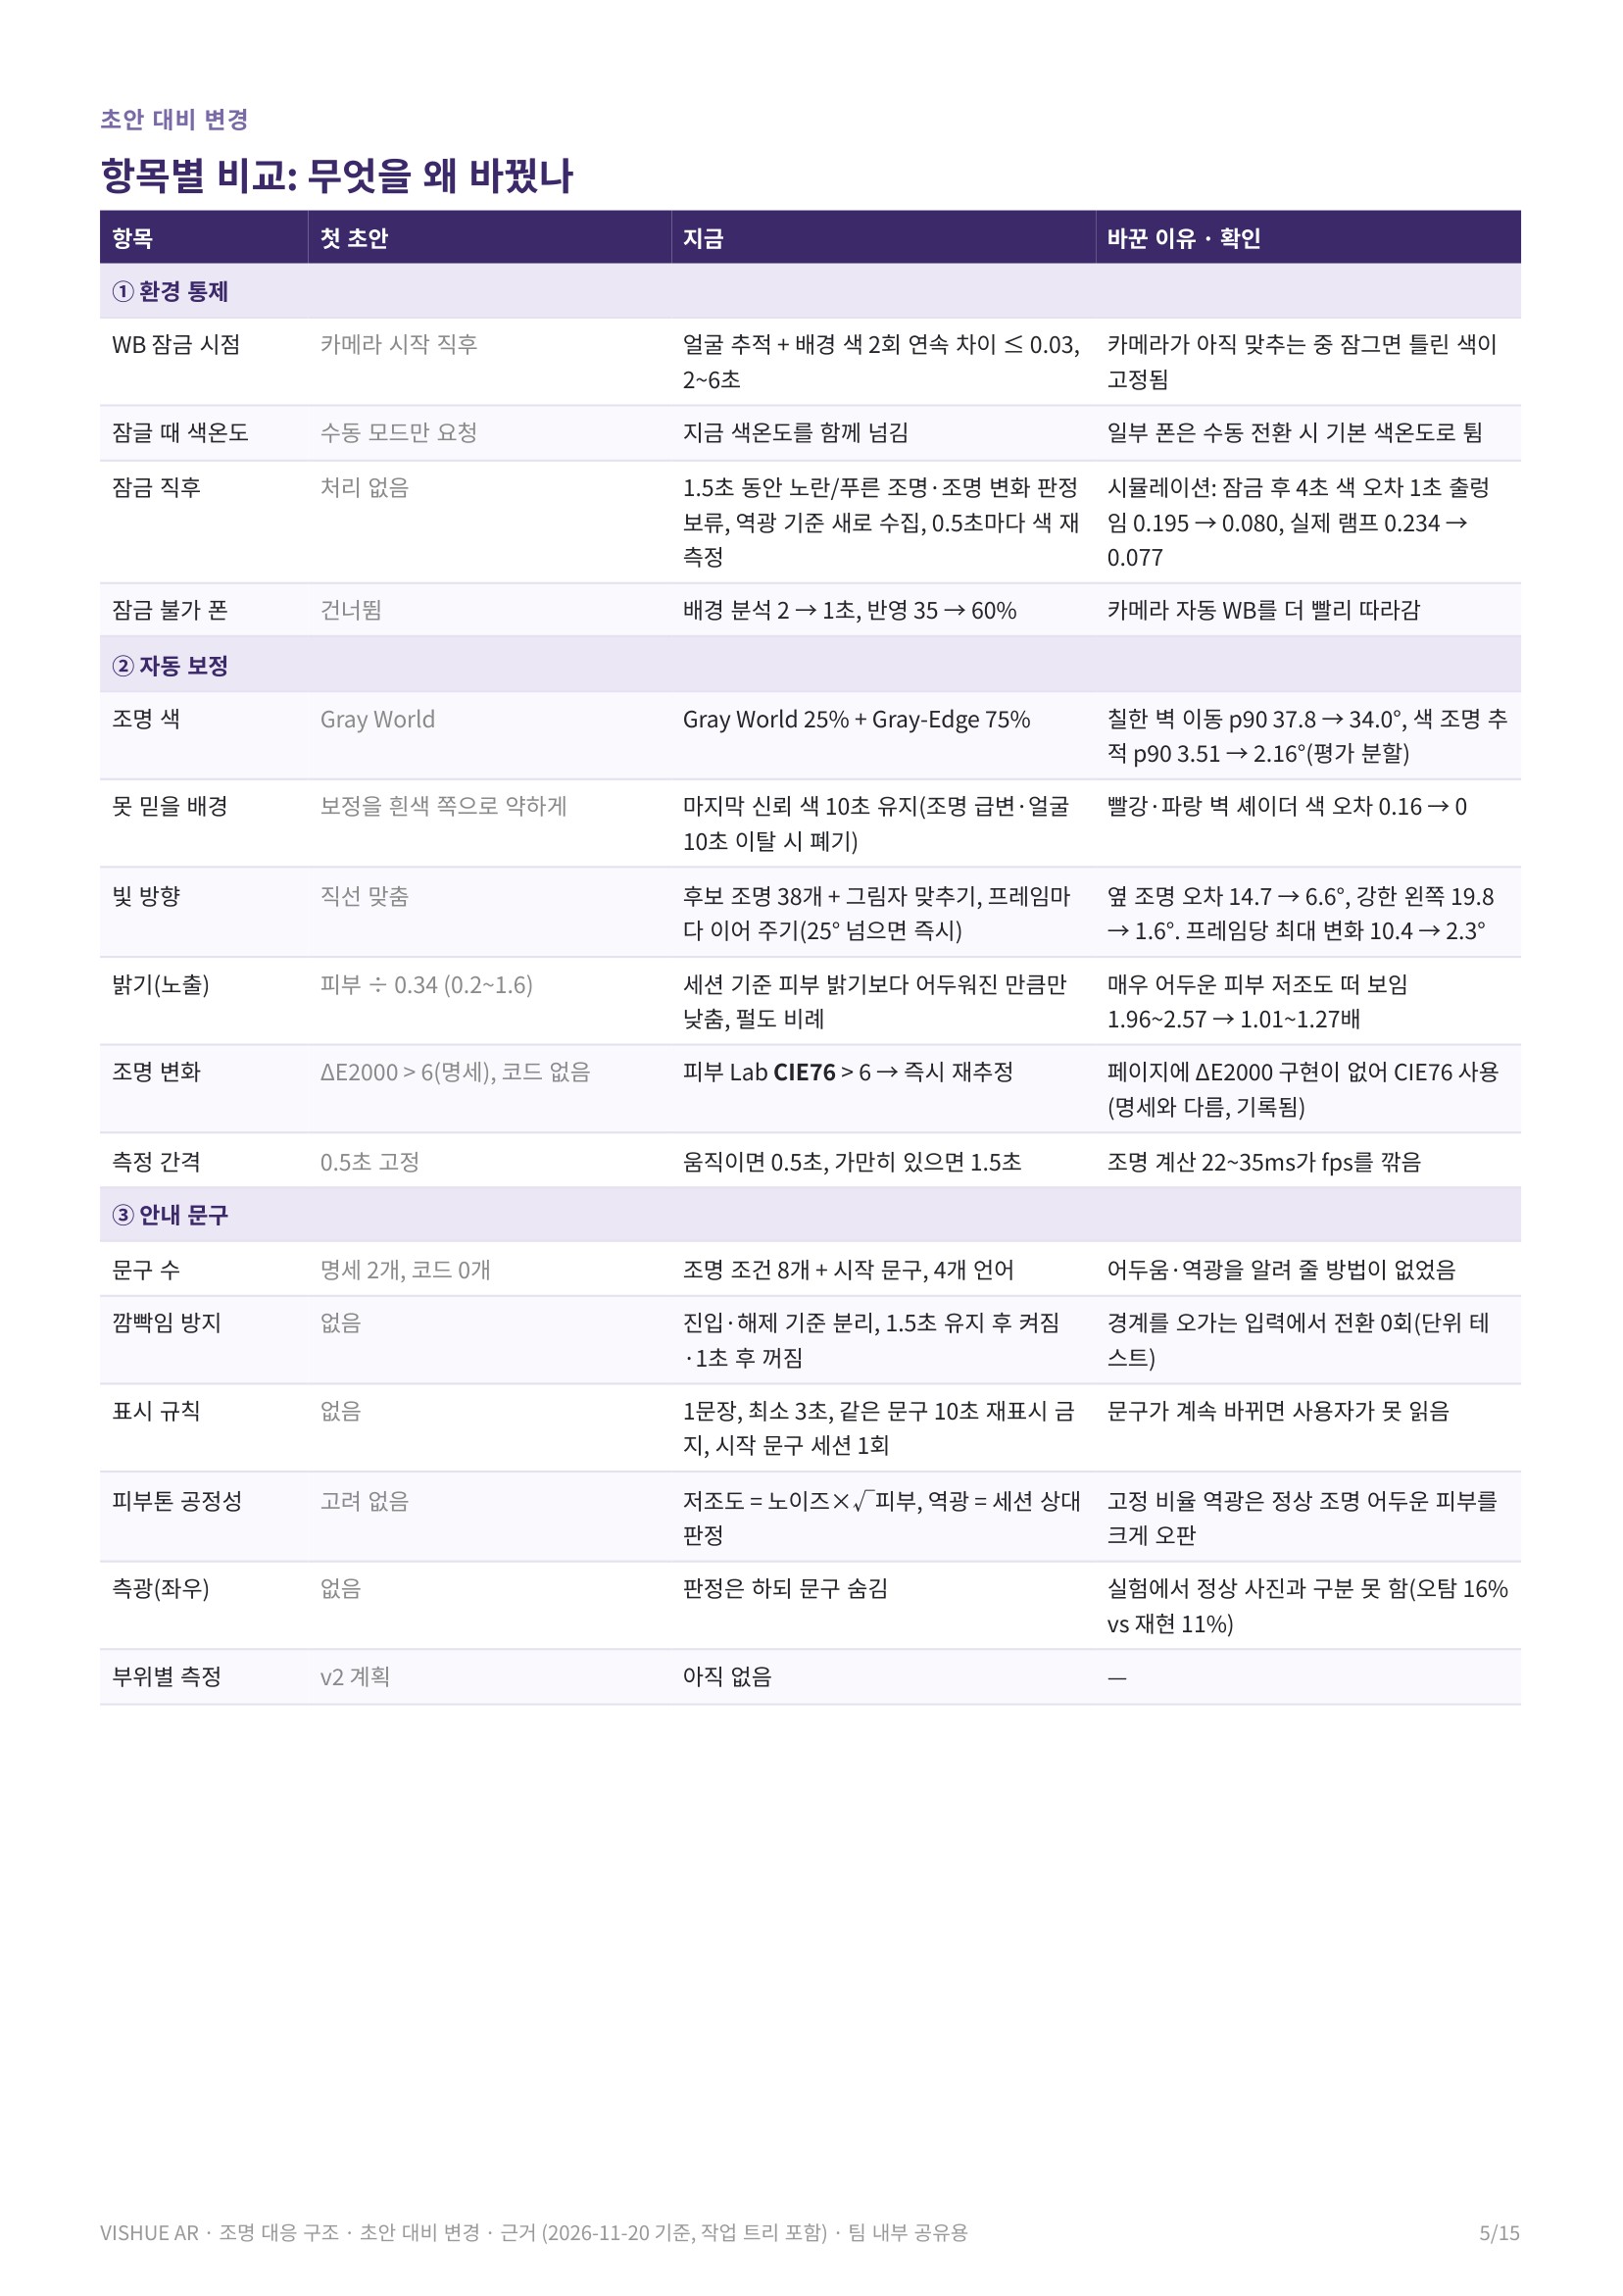 초안 대비 변경
항목별 비교: 무엇을 왜 바꿨나
항목 첫 초안 지금 바꾼 이유 · 확인
① 환경 통제
WB 잠금 시점 카메라 시작 직후 얼굴 추적 + 배경 색 2회 연속 차이 ≤ 0.03, 카메라가 아직 맞추는 중 잠그면 틀린 색이
2~6초 고정됨
잠글 때 색온도 수동 모드만 요청 지금 색온도를 함께 넘김 일부 폰은 수동 전환 시 기본 색온도로 튐
잠금 직후 처리 없음 1.5초 동안 노란/푸른 조명·조명 변화 판정 시뮬레이션: 잠금 후 4초 색 오차 1초 출렁
보류, 역광 기준 새로 수집, 0.5초마다 색 재 임 0.195 → 0.080, 실제 램프 0.234 →
측정 0.077
잠금 불가 폰 건너뜀 배경 분석 2 → 1초, 반영 35 → 60% 카메라 자동 WB를 더 빨리 따라감
② 자동 보정
조명 색 Gray World Gray World 25% + Gray-Edge 75% 칠한 벽 이동 p90 37.8 → 34.0°, 색 조명 추
적 p90 3.51 → 2.16°(평가 분할)
못 믿을 배경 보정을 흰색 쪽으로 약하게 마지막 신뢰 색 10초 유지(조명 급변·얼굴 빨강·파랑 벽 셰이더 색 오차 0.16 → 0
10초 이탈 시 폐기)
빛 방향 직선 맞춤 후보 조명 38개 + 그림자 맞추기, 프레임마 옆 조명 오차 14.7 → 6.6°, 강한 왼쪽 19.8
다 이어 주기(25° 넘으면 즉시) → 1.6°. 프레임당 최대 변화 10.4 → 2.3°
밝기(노출) 피부 ÷ 0.34 (0.2~1.6) 세션 기준 피부 밝기보다 어두워진 만큼만 매우 어두운 피부 저조도 떠 보임
낮춤, 펄도 비례 1.96~2.57 → 1.01~1.27배
조명 변화 ΔE2000 > 6(명세), 코드 없음 피부 Lab CIE76 > 6 → 즉시 재추정 페이지에 ΔE2000 구현이 없어 CIE76 사용
(명세와 다름, 기록됨)
측정 간격 0.5초 고정 움직이면 0.5초, 가만히 있으면 1.5초 조명 계산 22~35ms가 fps를 깎음
③ 안내 문구
문구 수 명세 2개, 코드 0개 조명 조건 8개 + 시작 문구, 4개 언어 어두움·역광을 알려 줄 방법이 없었음
깜빡임 방지 없음 진입·해제 기준 분리, 1.5초 유지 후 켜짐 경계를 오가는 입력에서 전환 0회(단위 테
·1초 후 꺼짐 스트)
표시 규칙 없음 1문장, 최소 3초, 같은 문구 10초 재표시 금 문구가 계속 바뀌면 사용자가 못 읽음
지, 시작 문구 세션 1회
피부톤 공정성 고려 없음 저조도 = 노이즈×√피부, 역광 = 세션 상대 고정 비율 역광은 정상 조명 어두운 피부를
판정 크게 오판
측광(좌우) 없음 판정은 하되 문구 숨김 실험에서 정상 사진과 구분 못 함(오탐 16%
vs 재현 11%)
부위별 측정 v2 계획 아직 없음 —
VISHUE AR · 조명 대응 구조 · 초안 대비 변경 · 근거 (2026-11-20 기준, 작업 트리 포함) · 팀 내부 공유용 5/15